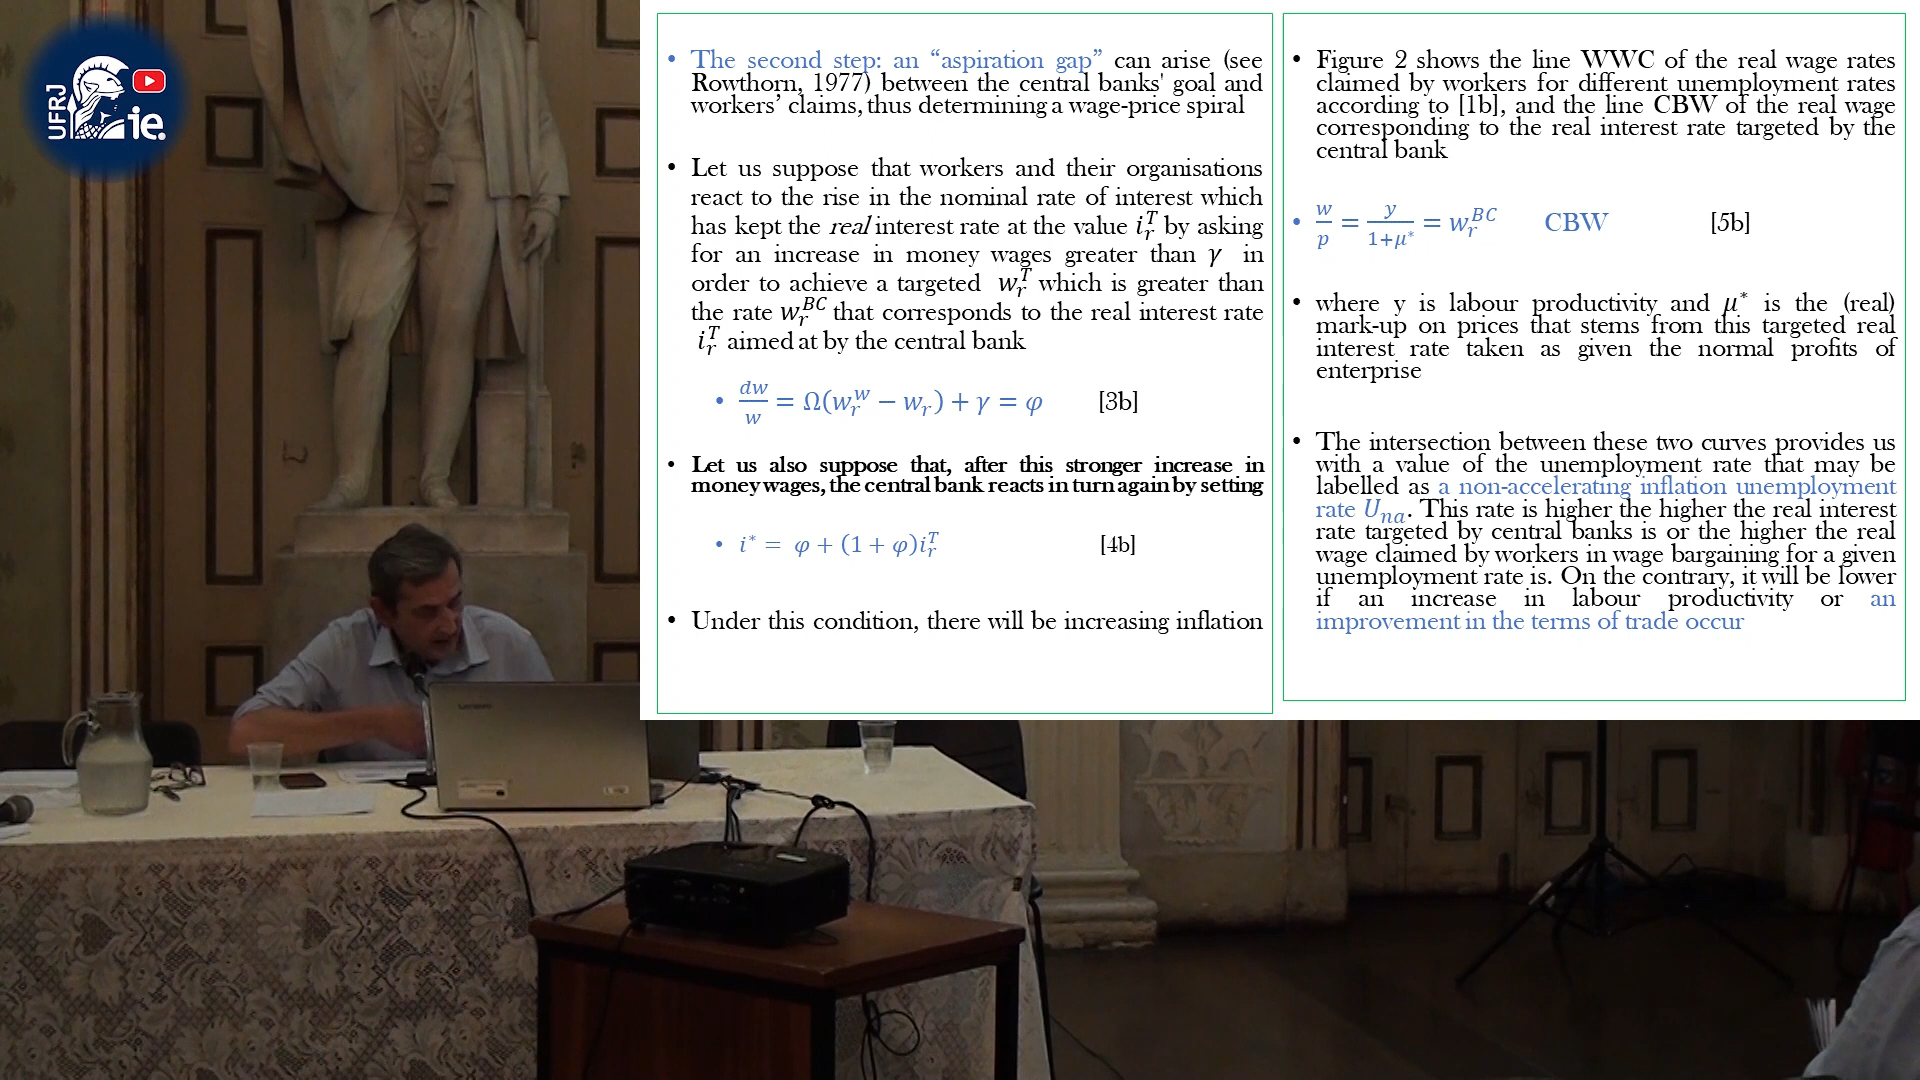 UFRJ
ie.
• The second step: an “aspiration gap” can arise (see
Rowthorn, 1977) between the central banks' goal and
workers’ claims, thus determining a wage-price spiral
• Let us suppose that workers and their organisations
react to the rise in the nominal rate of interest which
has kept the real interest rate at the value i_r^T by asking
for an increase in money wages greater than γ in
order to achieve a targeted w_r^T which is greater than
the rate w_r^{BC} that corresponds to the real interest rate
i_r^T aimed at by the central bank
• dw/w = Ω(w_r^w − w_r) + γ = φ [3b]
• Let us also suppose that, after this stronger increase in
money wages, the central bank reacts in turn again by setting
• i* = φ + (1 + φ)i_r^T [4b]
• Under this condition, there will be increasing inflation
• Figure 2 shows the line WWC of the real wage rates
claimed by workers for different unemployment rates
according to [1b], and the line CBW of the real wage
corresponding to the real interest rate targeted by the
central bank
• w/p = y/(1+μ*) = w_r^{BC} CBW [5b]
• where y is labour productivity and μ* is the (real)
mark-up on prices that stems from this targeted real
interest rate taken as given the normal profits of
enterprise
• The intersection between these two curves provides us
with a value of the unemployment rate that may be
labelled as a non-accelerating inflation unemployment
rate U_{na}. This rate is higher the higher the real interest
rate targeted by central banks is or the higher the real
wage claimed by workers in wage bargaining for a given
unemployment rate is. On the contrary, it will be lower
if an increase in labour productivity or an
improvement in the terms of trade occur